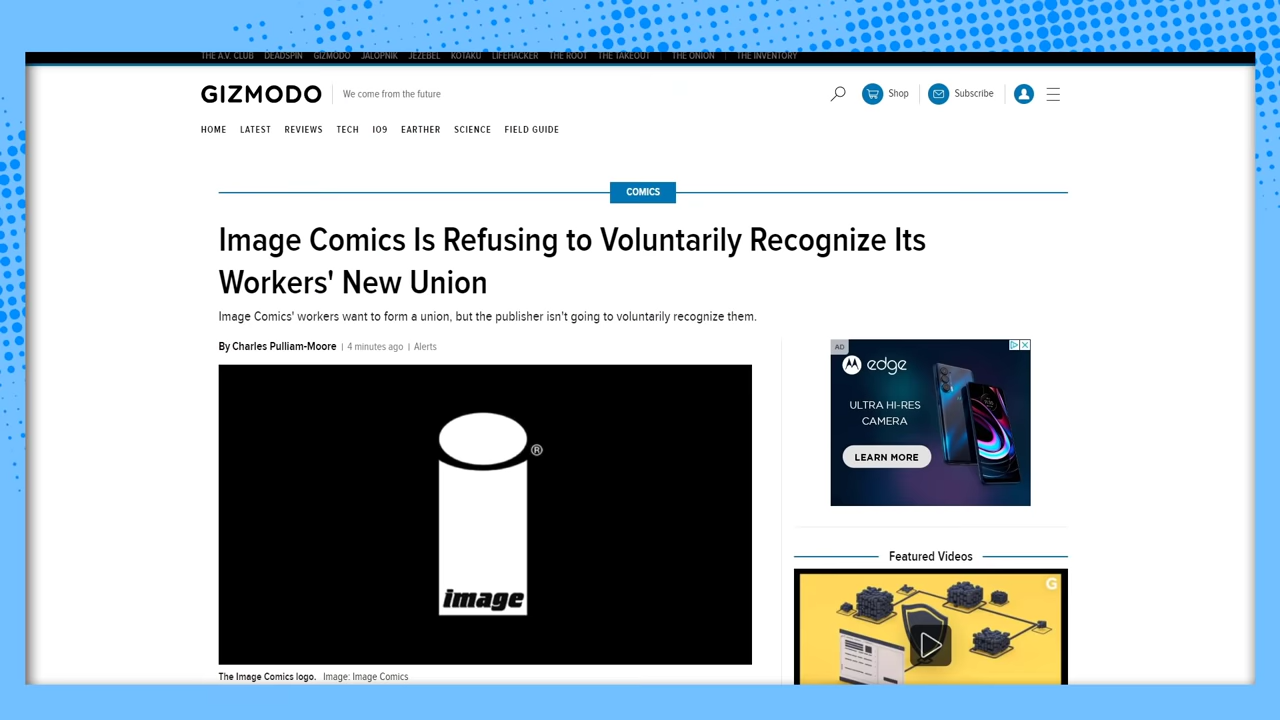 THE A.V. CLUB DEADSPIN GIZMODO JALOPNIK JEZEBEL KOTAKU LIFEHACKER THE ROOT THE TAKEOUT THE ONION THE INVENTORY
GIZMODO We come from the future Shop Subscribe
HOME LATEST REVIEWS TECH IO9 EARTHER SCIENCE FIELD GUIDE
COMICS
Image Comics Is Refusing to Voluntarily Recognize Its
Workers' New Union
Image Comics' workers want to form a union, but the publisher isn't going to voluntarily recognize them.
By Charles Pulliam-Moore | 4 minutes ago | Alerts
®
image
The Image Comics logo. Image: Image Comics
AD
edge
ULTRA HI-RES
CAMERA
LEARN MORE
Featured Videos
G